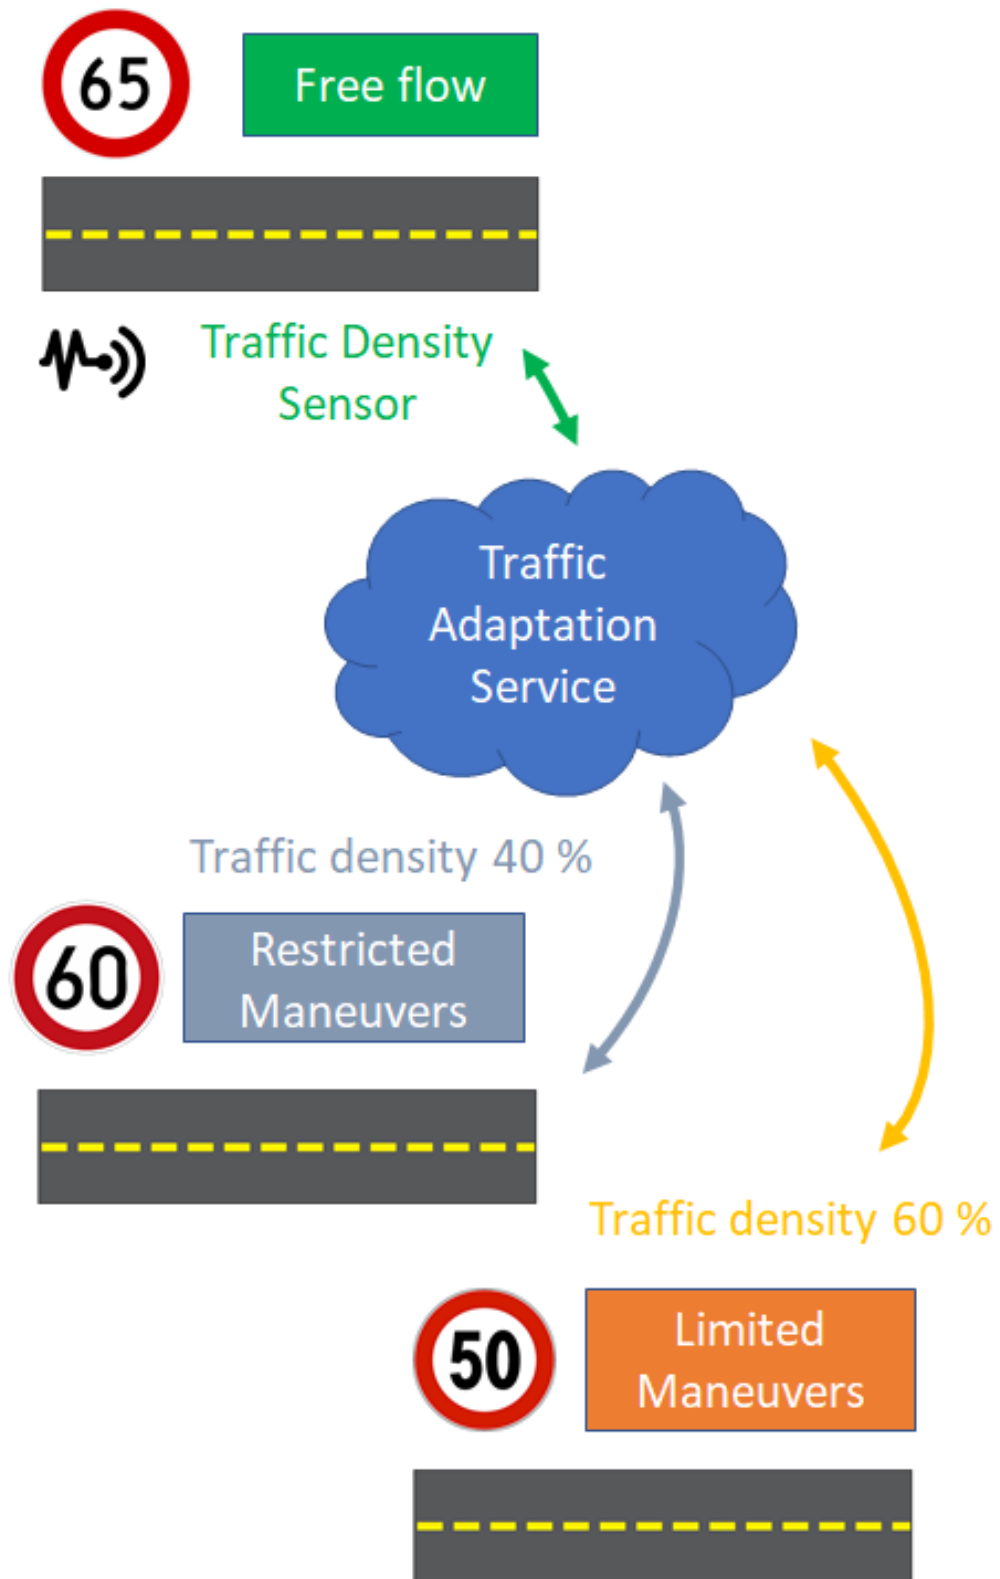 65
Free flow
Traffic Density
Sensor
Traffic
Adaptation
Service
Traffic density 40 %
60
Restricted
Maneuvers
Traffic density 60 %
50
Limited
Maneuvers